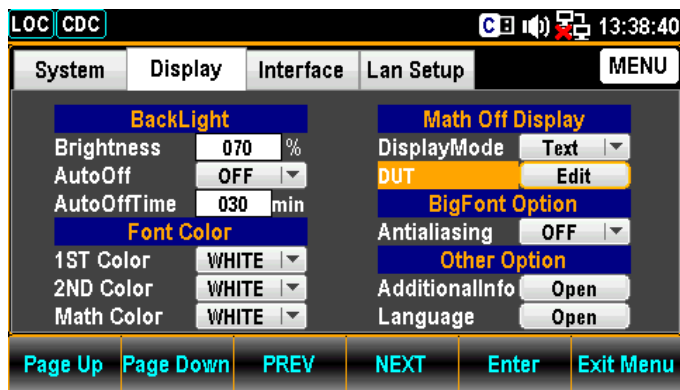 LOC CDC C 13:38:40
System Display Interface Lan Setup MENU
BackLight
Brightness 070 %
AutoOff OFF
AutoOffTime 030 min
Font Color
1ST Color WHITE
2ND Color WHITE
Math Color WHITE
Math Off Display
DisplayMode Text
DUT Edit
BigFont Option
Antialiasing OFF
Other Option
AdditionalInfo Open
Language Open
Page Up Page Down PREV NEXT Enter Exit Menu